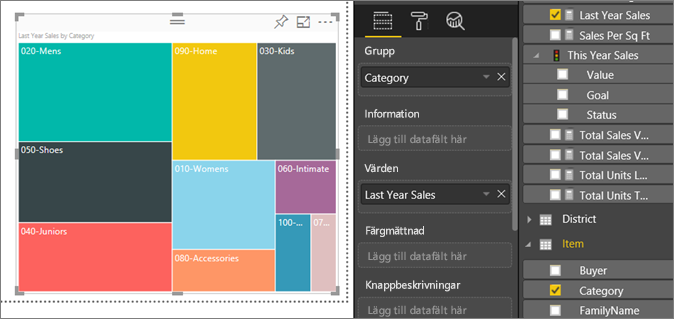 Last Year Sales by Category
020-Mens
090-Home
030-Kids
050-Shoes
010-Womens
060-Intimate
040-Juniors
080-Accessories
100-...
07...
Grupp
Category
Information
Lägg till datafält här
Värden
Last Year Sales
Färgmättnad
Lägg till datafält här
Knappbeskrivningar
Lägg till datafält här
Last Year Sales
Sales Per Sq Ft
This Year Sales
Value
Goal
Status
Total Sales V...
Total Sales V...
Total Units L...
Total Units T...
District
Item
Buyer
Category
FamilyName